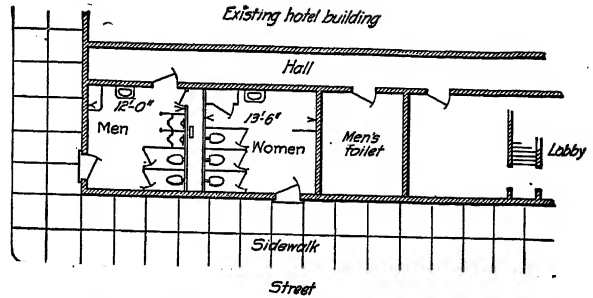 Existing hotel building
Hall
12'-0"
13'-6"
Men
Women
Men's
toilet
Lobby
Sidewalk
Street